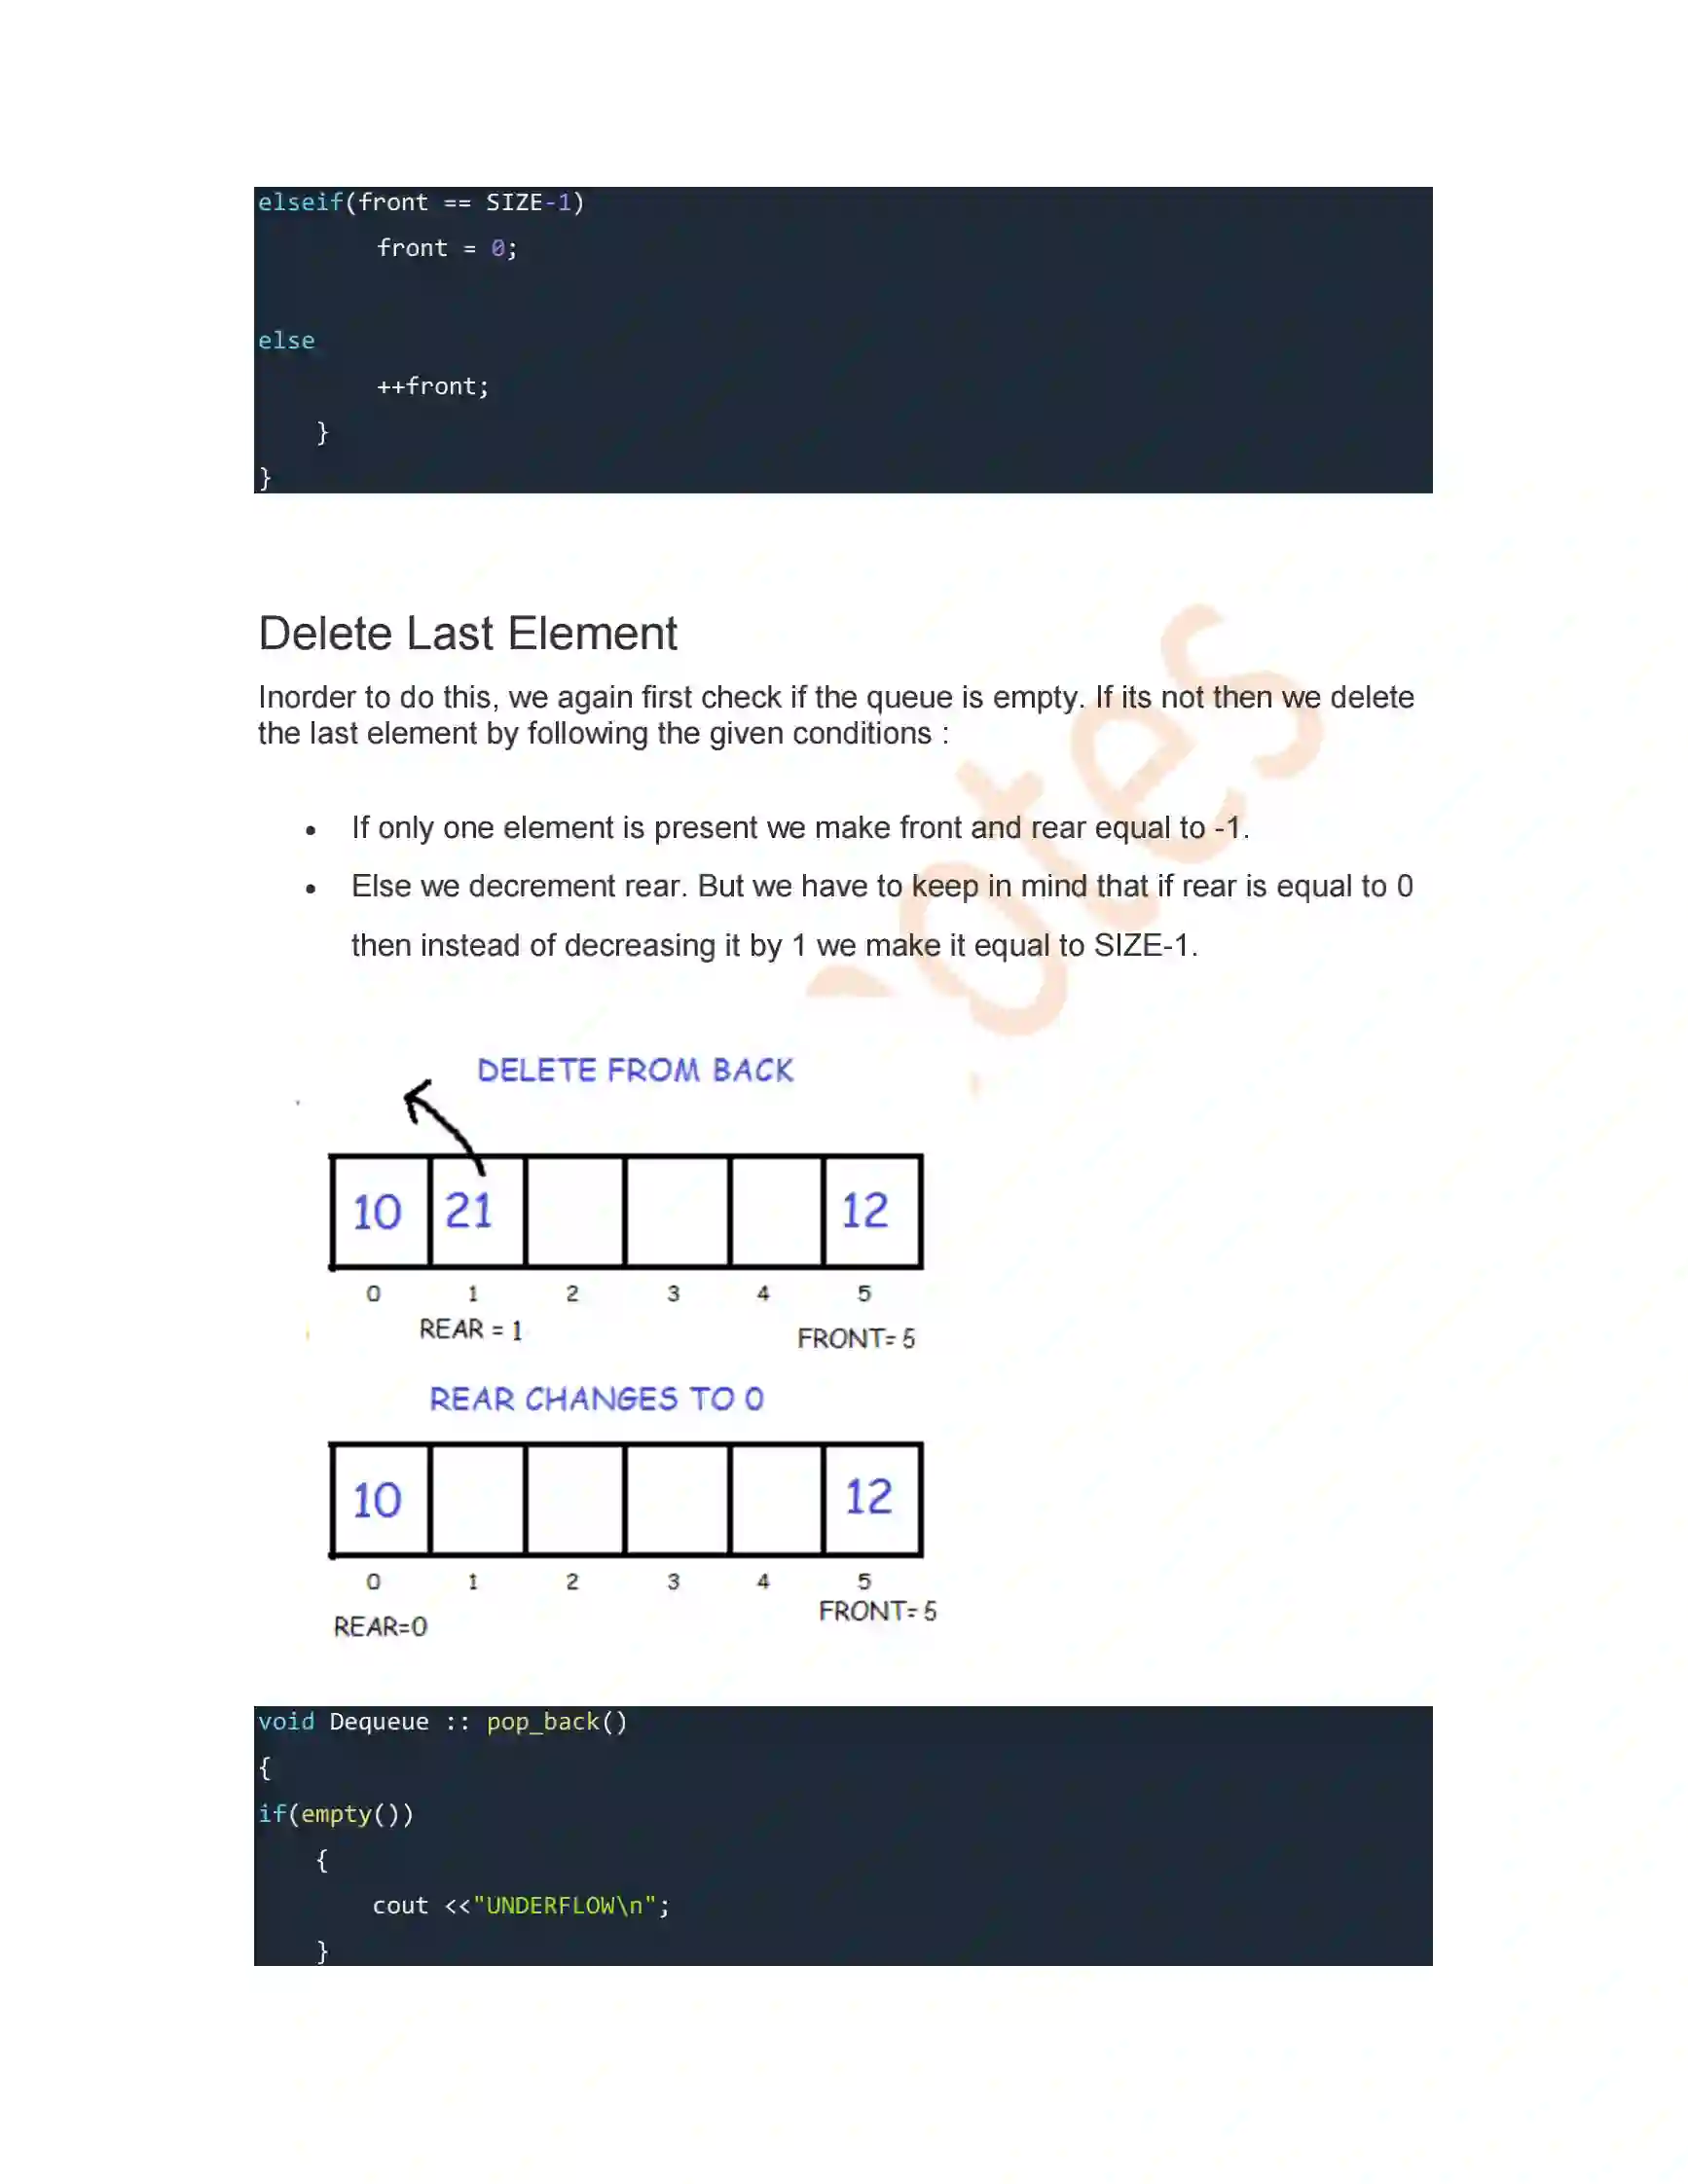 elseif(front == SIZE-1)
front = 0;
else
++front;
}
}
Delete Last Element
Inorder to do this, we again first check if the queue is empty. If its not then we delete
the last element by following the given conditions :
• If only one element is present we make front and rear equal to -1.
• Else we decrement rear. But we have to keep in mind that if rear is equal to 0
then instead of decreasing it by 1 we make it equal to SIZE-1.
DELETE FROM BACK
10 21 12
0 1 2 3 4 5
REAR = 1 FRONT= 5
REAR CHANGES TO 0
10 12
0 1 2 3 4 5
REAR=0 FRONT= 5
void Dequeue :: pop_back()
{
if(empty())
{
cout <<"UNDERFLOW\n";
}
otes